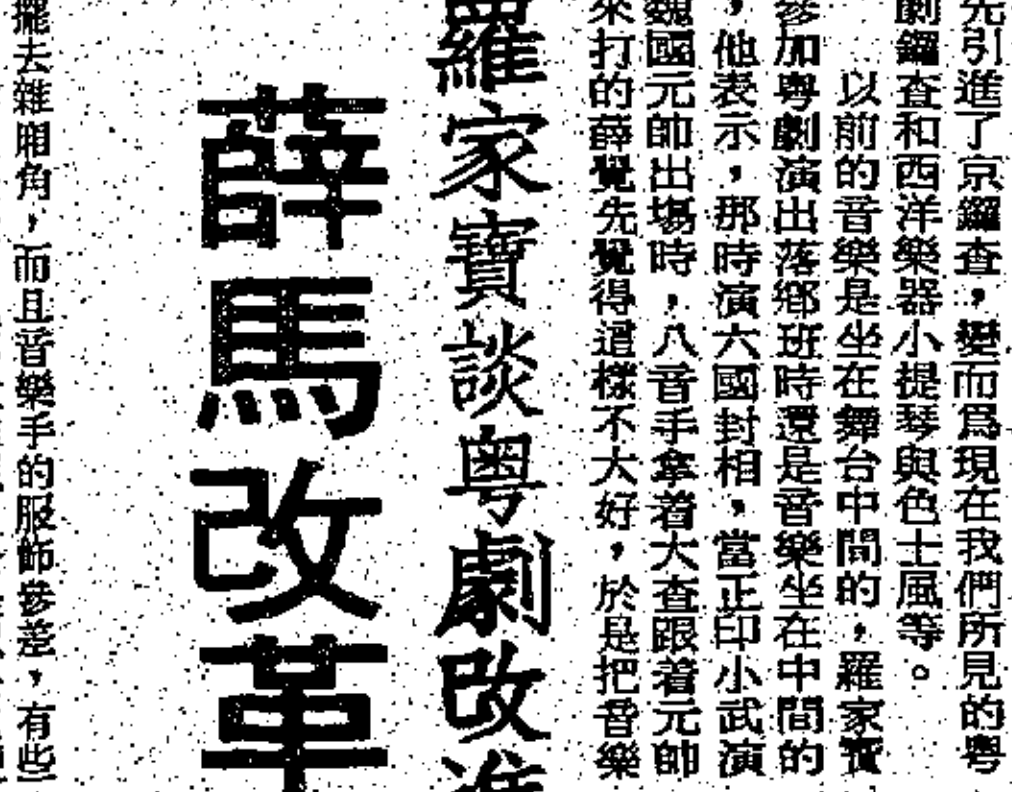 先引進了京鑼查，變而爲現在我們所見的粵
劇鑼查和西洋樂器小提琴與色士風等。
以前的音樂是坐在舞台中間的，羅家寶
參加粵劇演出落鄉班時還是音樂坐在中間的
，他表示，那時演六國封相，當正印小武演
魏國元帥出塲時，八音手拿着大查跟着元帥
來打的薛覺先覺得這樣不大好，於是把音樂
羅家寶談粵劇改進
薛馬改革
擺去雜廂角，而且音樂手的服飾參差，有些